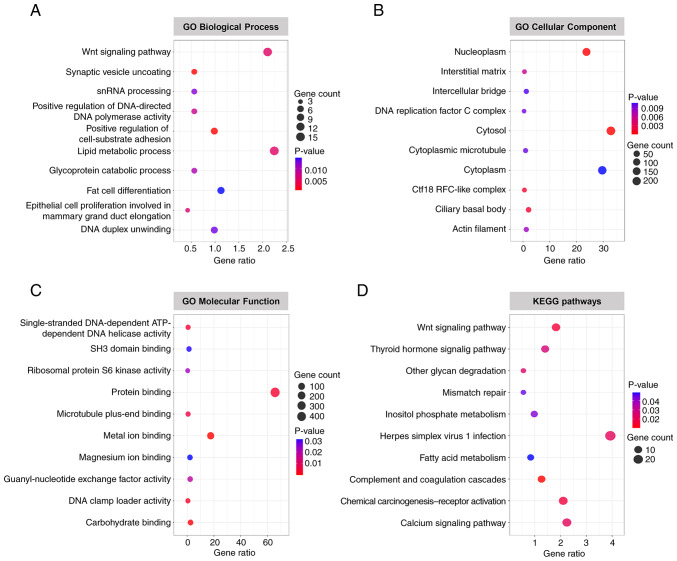 A
GO Biological Process
Wnt signaling pathway
Synaptic vesicle uncoating
snRNA processing
Positive regulation of DNA-directed
DNA polymerase activity
Positive regulation of
cell-substrate adhesion
Lipid metabolic process
Glycoprotein catabolic process
Fat cell differentiation
Epithelial cell proliferation involved in
mammary grand duct elongation
DNA duplex unwinding
0.5 1.0 1.5 2.0 2.5
Gene ratio
Gene count
3
6
9
12
15
P-value
0.010
0.005
B
GO Cellular Component
Nucleoplasm
Interstitial matrix
Intercellular bridge
DNA replication factor C complex
Cytosol
Cytoplasmic microtubule
Cytoplasm
Ctf18 RFC-like complex
Ciliary basal body
Actin filament
0 10 20 30
Gene ratio
P-value
0.009
0.006
0.003
Gene count
50
100
150
200
C
GO Molecular Function
Single-stranded DNA-dependent ATP-
dependent DNA helicase activity
SH3 domain binding
Ribosomal protein S6 kinase activity
Protein binding
Microtubule plus-end binding
Metal ion binding
Magnesium ion binding
Guanyl-nucleotide exchange factor activity
DNA clamp loader activity
Carbohydrate binding
0 20 40 60
Gene ratio
Gene count
100
200
300
400
P-value
0.03
0.02
0.01
D
KEGG pathways
Wnt signaling pathway
Thyroid hormone signalig pathway
Other glycan degradation
Mismatch repair
Inositol phosphate metabolism
Herpes simplex virus 1 infection
Fatty acid metabolism
Complement and coagulation cascades
Chemical carcinogenesis–receptor activation
Calcium signaling pathway
1 2 3 4
Gene ratio
P-value
0.04
0.03
0.02
0.01
Gene count
10
20